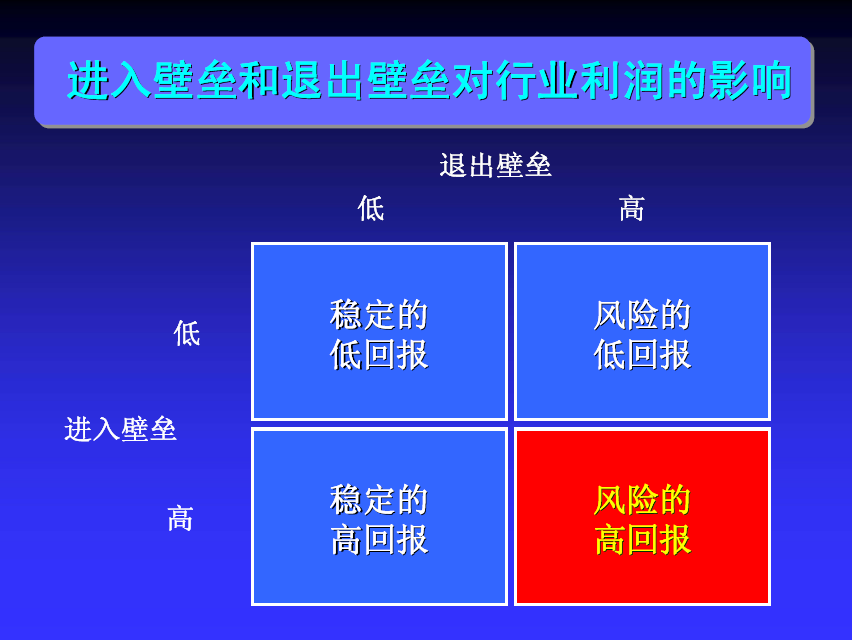 进入壁垒和退出壁垒对行业利润的影响
退出壁垒
低
高
低
稳定的
低回报
风险的
低回报
进入壁垒
高
稳定的
高回报
风险的
高回报